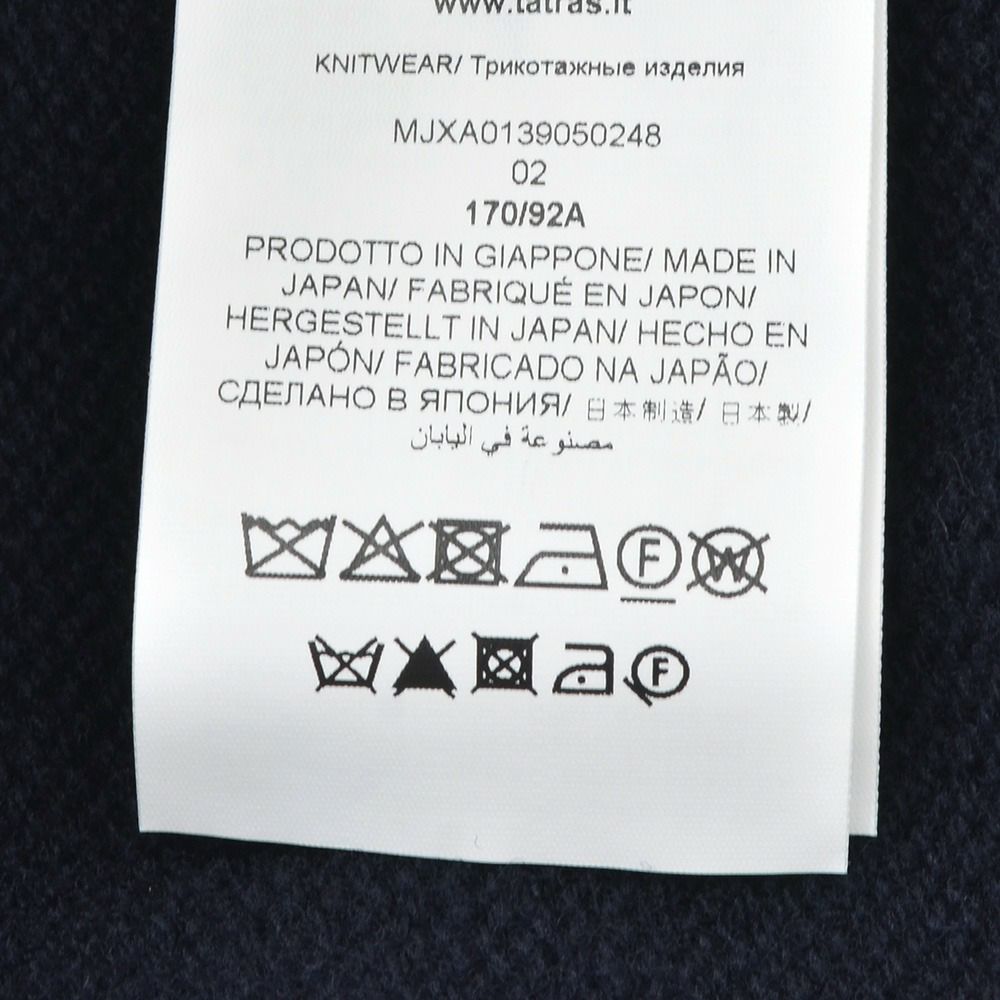 www.tatras.it
KNITWEAR/ Трикотажные изделия
MJXA0139050248
02
170/92A
PRODOTTO IN GIAPPONE/ MADE IN
JAPAN/ FABRIQUÉ EN JAPON/
HERGESTELLT IN JAPAN/ HECHO EN
JAPÓN/ FABRICADO NA JAPÃO/
СДЕЛАНО В ЯПОНИЯ/ 日本制造/ 日本製/
مصنوعة في اليابان
F W
F